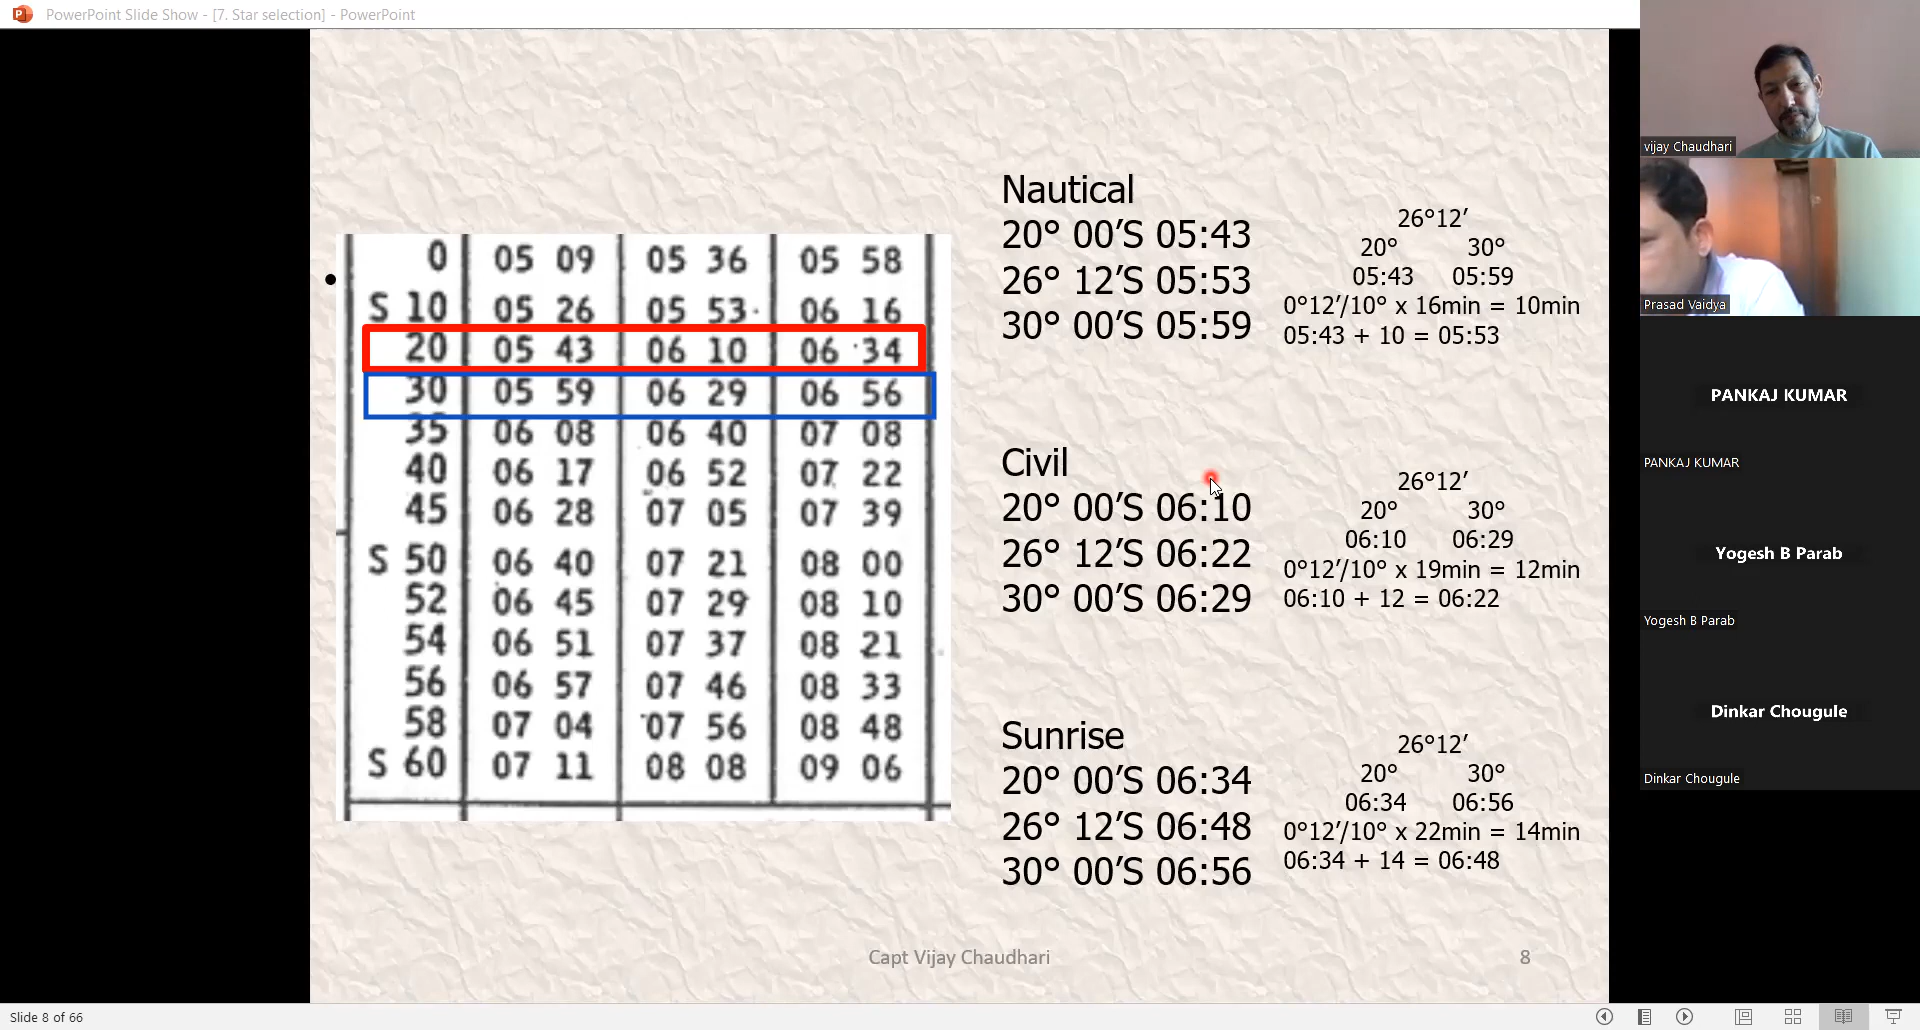 PowerPoint Slide Show - [7. Star selection] - PowerPoint
0 05 09 05 36 05 58
S 10 05 26 05 53 06 16
20 05 43 06 10 06 34
30 05 59 06 29 06 56
35 06 08 06 40 07 08
40 06 17 06 52 07 22
45 06 28 07 05 07 39
S 50 06 40 07 21 08 00
52 06 45 07 29 08 10
54 06 51 07 37 08 21
56 06 57 07 46 08 33
58 07 04 07 56 08 48
S 60 07 11 08 08 09 06
Nautical
20° 00’S 05:43
26° 12’S 05:53
30° 00’S 05:59
26°12’
20° 30°
05:43 05:59
0°12’/10° x 16min = 10min
05:43 + 10 = 05:53
Civil
20° 00’S 06:10
26° 12’S 06:22
30° 00’S 06:29
26°12’
20° 30°
06:10 06:29
0°12’/10° x 19min = 12min
06:10 + 12 = 06:22
Sunrise
20° 00’S 06:34
26° 12’S 06:48
30° 00’S 06:56
26°12’
20° 30°
06:34 06:56
0°12’/10° x 22min = 14min
06:34 + 14 = 06:48
Capt Vijay Chaudhari
8
vijay Chaudhari
Prasad Vaidya
PANKAJ KUMAR
PANKAJ KUMAR
Yogesh B Parab
Yogesh B Parab
Dinkar Chougule
Dinkar Chougule
Slide 8 of 66